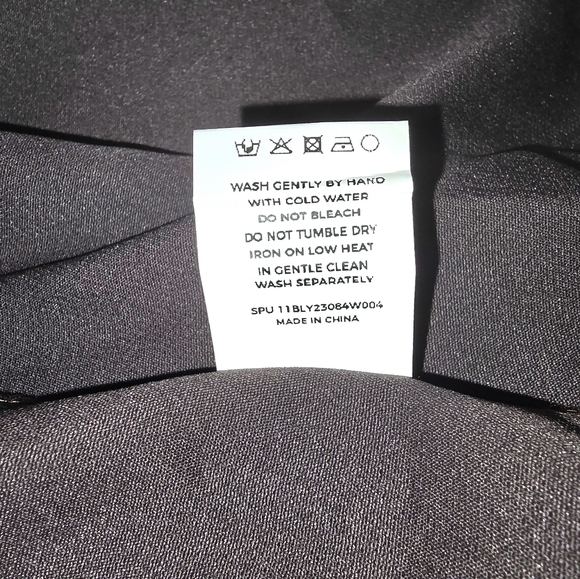 WASH GENTLY BY HAND
WITH COLD WATER
DO NOT BLEACH
DO NOT TUMBLE DRY
IRON ON LOW HEAT
IN GENTLE CLEAN
WASH SEPARATELY
SPU 11BLY23084W004
MADE IN CHINA